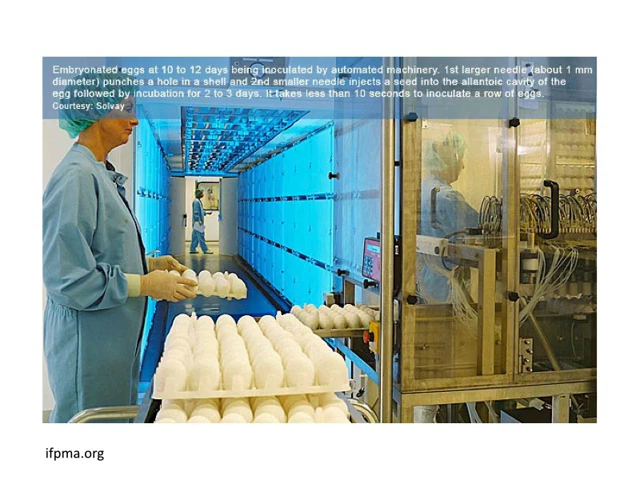 Embryonated eggs at 10 to 12 days being inoculated by automated machinery. 1st larger needle (about 1 mm
diameter) punches a hole in a shell and 2nd smaller needle injects a seed into the allantoic cavity of the
egg followed by incubation for 2 to 3 days. It takes less than 10 seconds to inoculate a row of eggs.
Courtesy: Solvay
ifpma.org